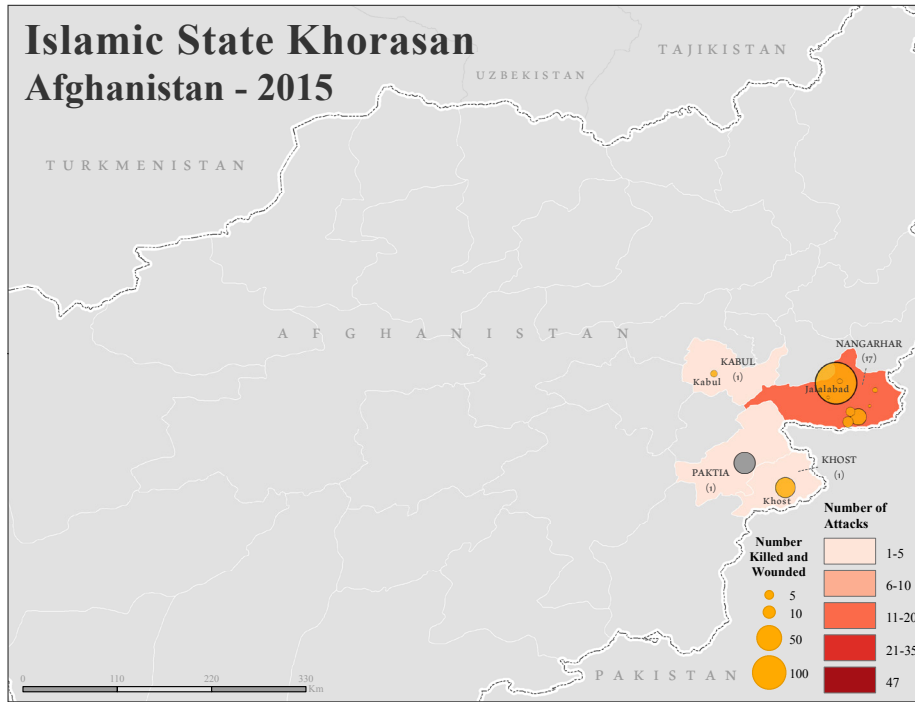 Islamic State Khorasan
Afghanistan - 2015
TAJIKISTAN
UZBEKISTAN
TURKMENISTAN
AFGHANISTAN
NANGARHAR
(17)
KABUL
(1)
Kabul
Jalalabad
PAKTIA
(1)
KHOST
(1)
Khost
Number of
Attacks
1-5
6-10
11-20
21-35
47
Number
Killed and
Wounded
5
10
50
100
PAKISTAN
0 110 220 330
Km